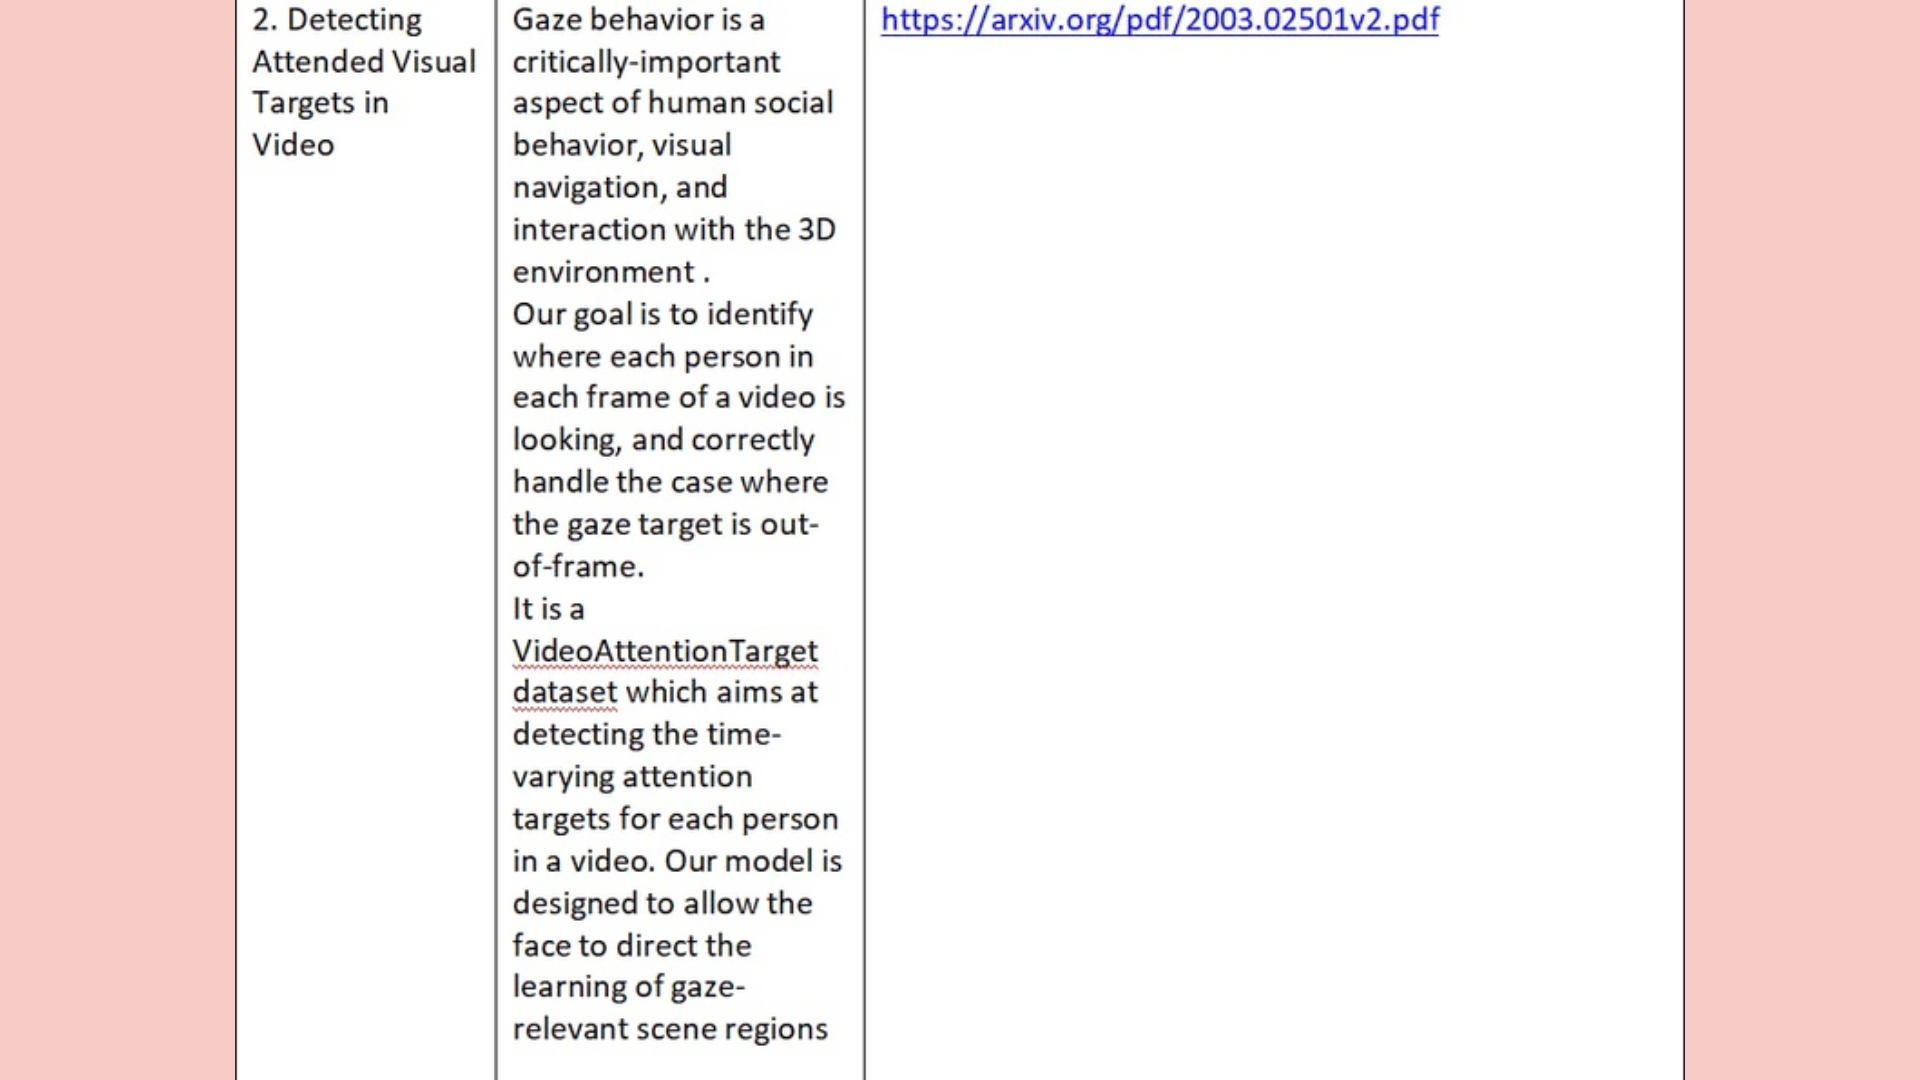 2. Detecting
Attended Visual
Targets in
Video
Gaze behavior is a
critically-important
aspect of human social
behavior, visual
navigation, and
interaction with the 3D
environment .
Our goal is to identify
where each person in
each frame of a video is
looking, and correctly
handle the case where
the gaze target is out-
of-frame.
It is a
VideoAttentionTarget
dataset which aims at
detecting the time-
varying attention
targets for each person
in a video. Our model is
designed to allow the
face to direct the
learning of gaze-
relevant scene regions
https://arxiv.org/pdf/2003.02501v2.pdf